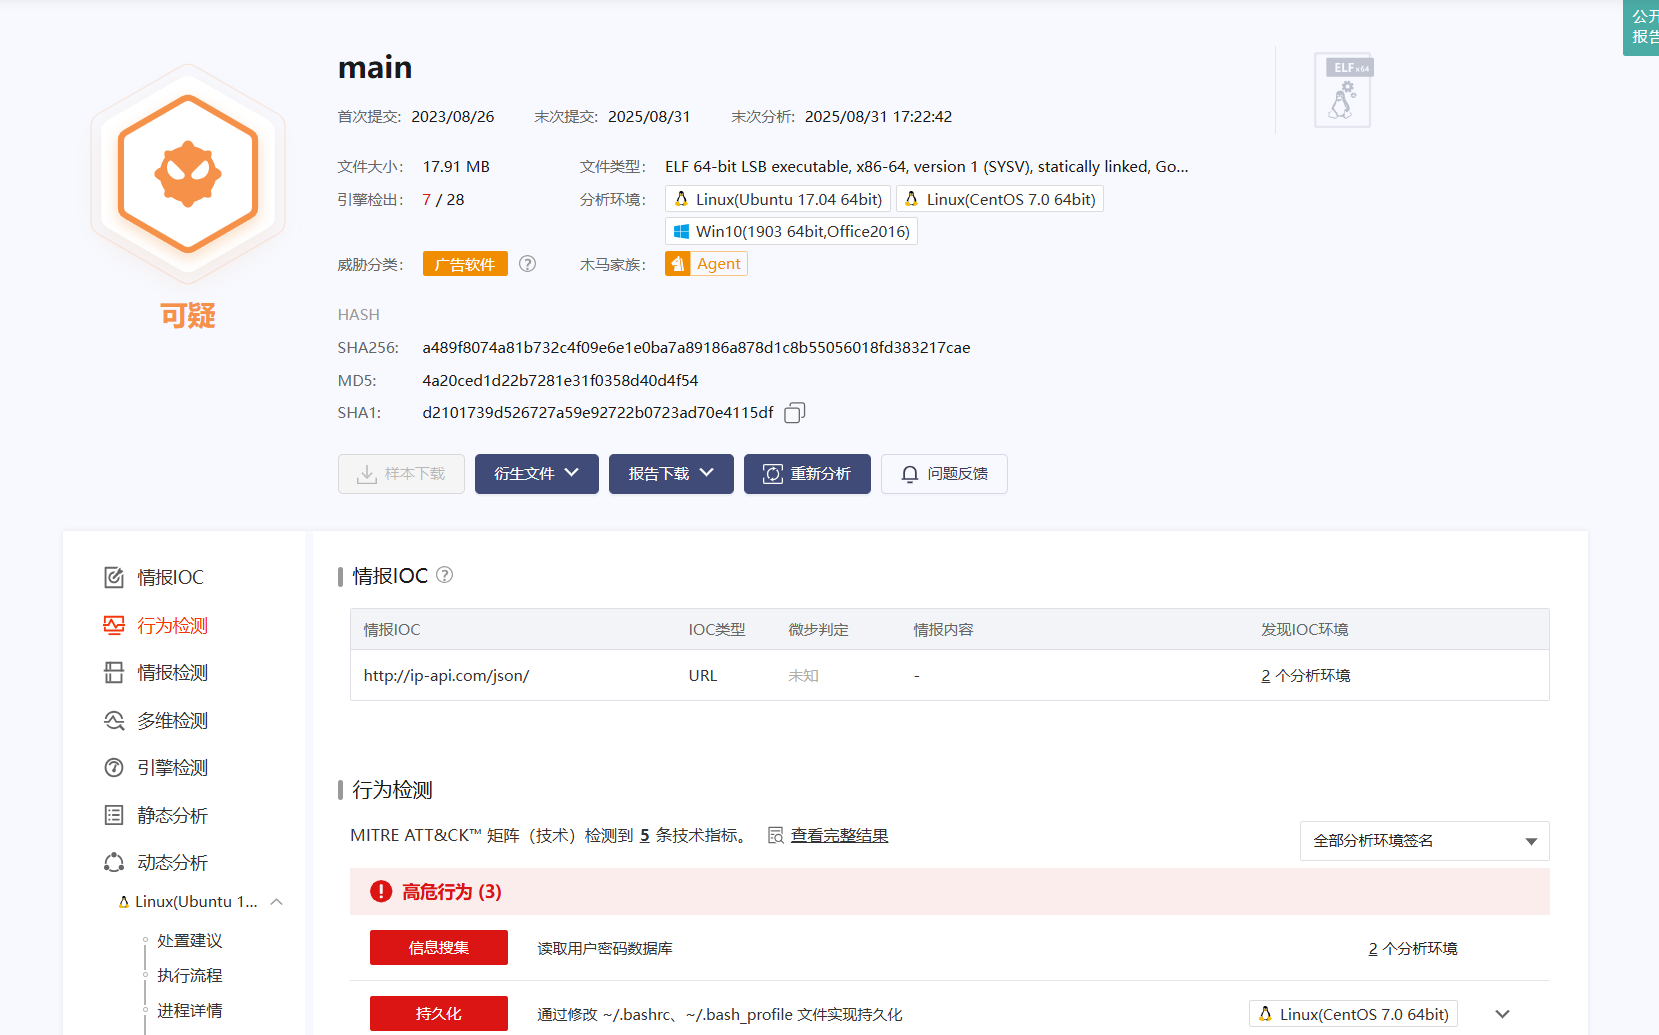 公开
报告
main
ELF x64
首次提交: 2023/08/26 末次提交: 2025/08/31 末次分析: 2025/08/31 17:22:42
文件大小: 17.91 MB 文件类型: ELF 64-bit LSB executable, x86-64, version 1 (SYSV), statically linked, Go...
引擎检出: 7 / 28 分析环境: Linux(Ubuntu 17.04 64bit) Linux(CentOS 7.0 64bit)
Win10(1903 64bit,Office2016)
威胁分类: 广告软件 ? 木马家族: Agent
可疑
HASH
SHA256: a489f8074a81b732c4f09e6e1e0ba7a89186a878d1c8b55056018fd383217cae
MD5: 4a20ced1d22b7281e31f0358d40d4f54
SHA1: d2101739d526727a59e92722b0723ad70e4115df
样本下载 衍生文件 报告下载 重新分析 问题反馈
情报IOC
行为检测
情报检测
多维检测
引擎检测
静态分析
动态分析
Linux(Ubuntu 1...
处置建议
执行流程
进程详情
情报IOC ?
情报IOC IOC类型 微步判定 情报内容 发现IOC环境
http://ip-api.com/json/ URL 未知 - 2 个分析环境
行为检测
MITRE ATT&CK™ 矩阵（技术）检测到 5 条技术指标。 查看完整结果
全部分析环境签名
高危行为 (3)
信息搜集 读取用户密码数据库 2 个分析环境
持久化 通过修改 ~/.bashrc、~/.bash_profile 文件实现持久化 Linux(CentOS 7.0 64bit)